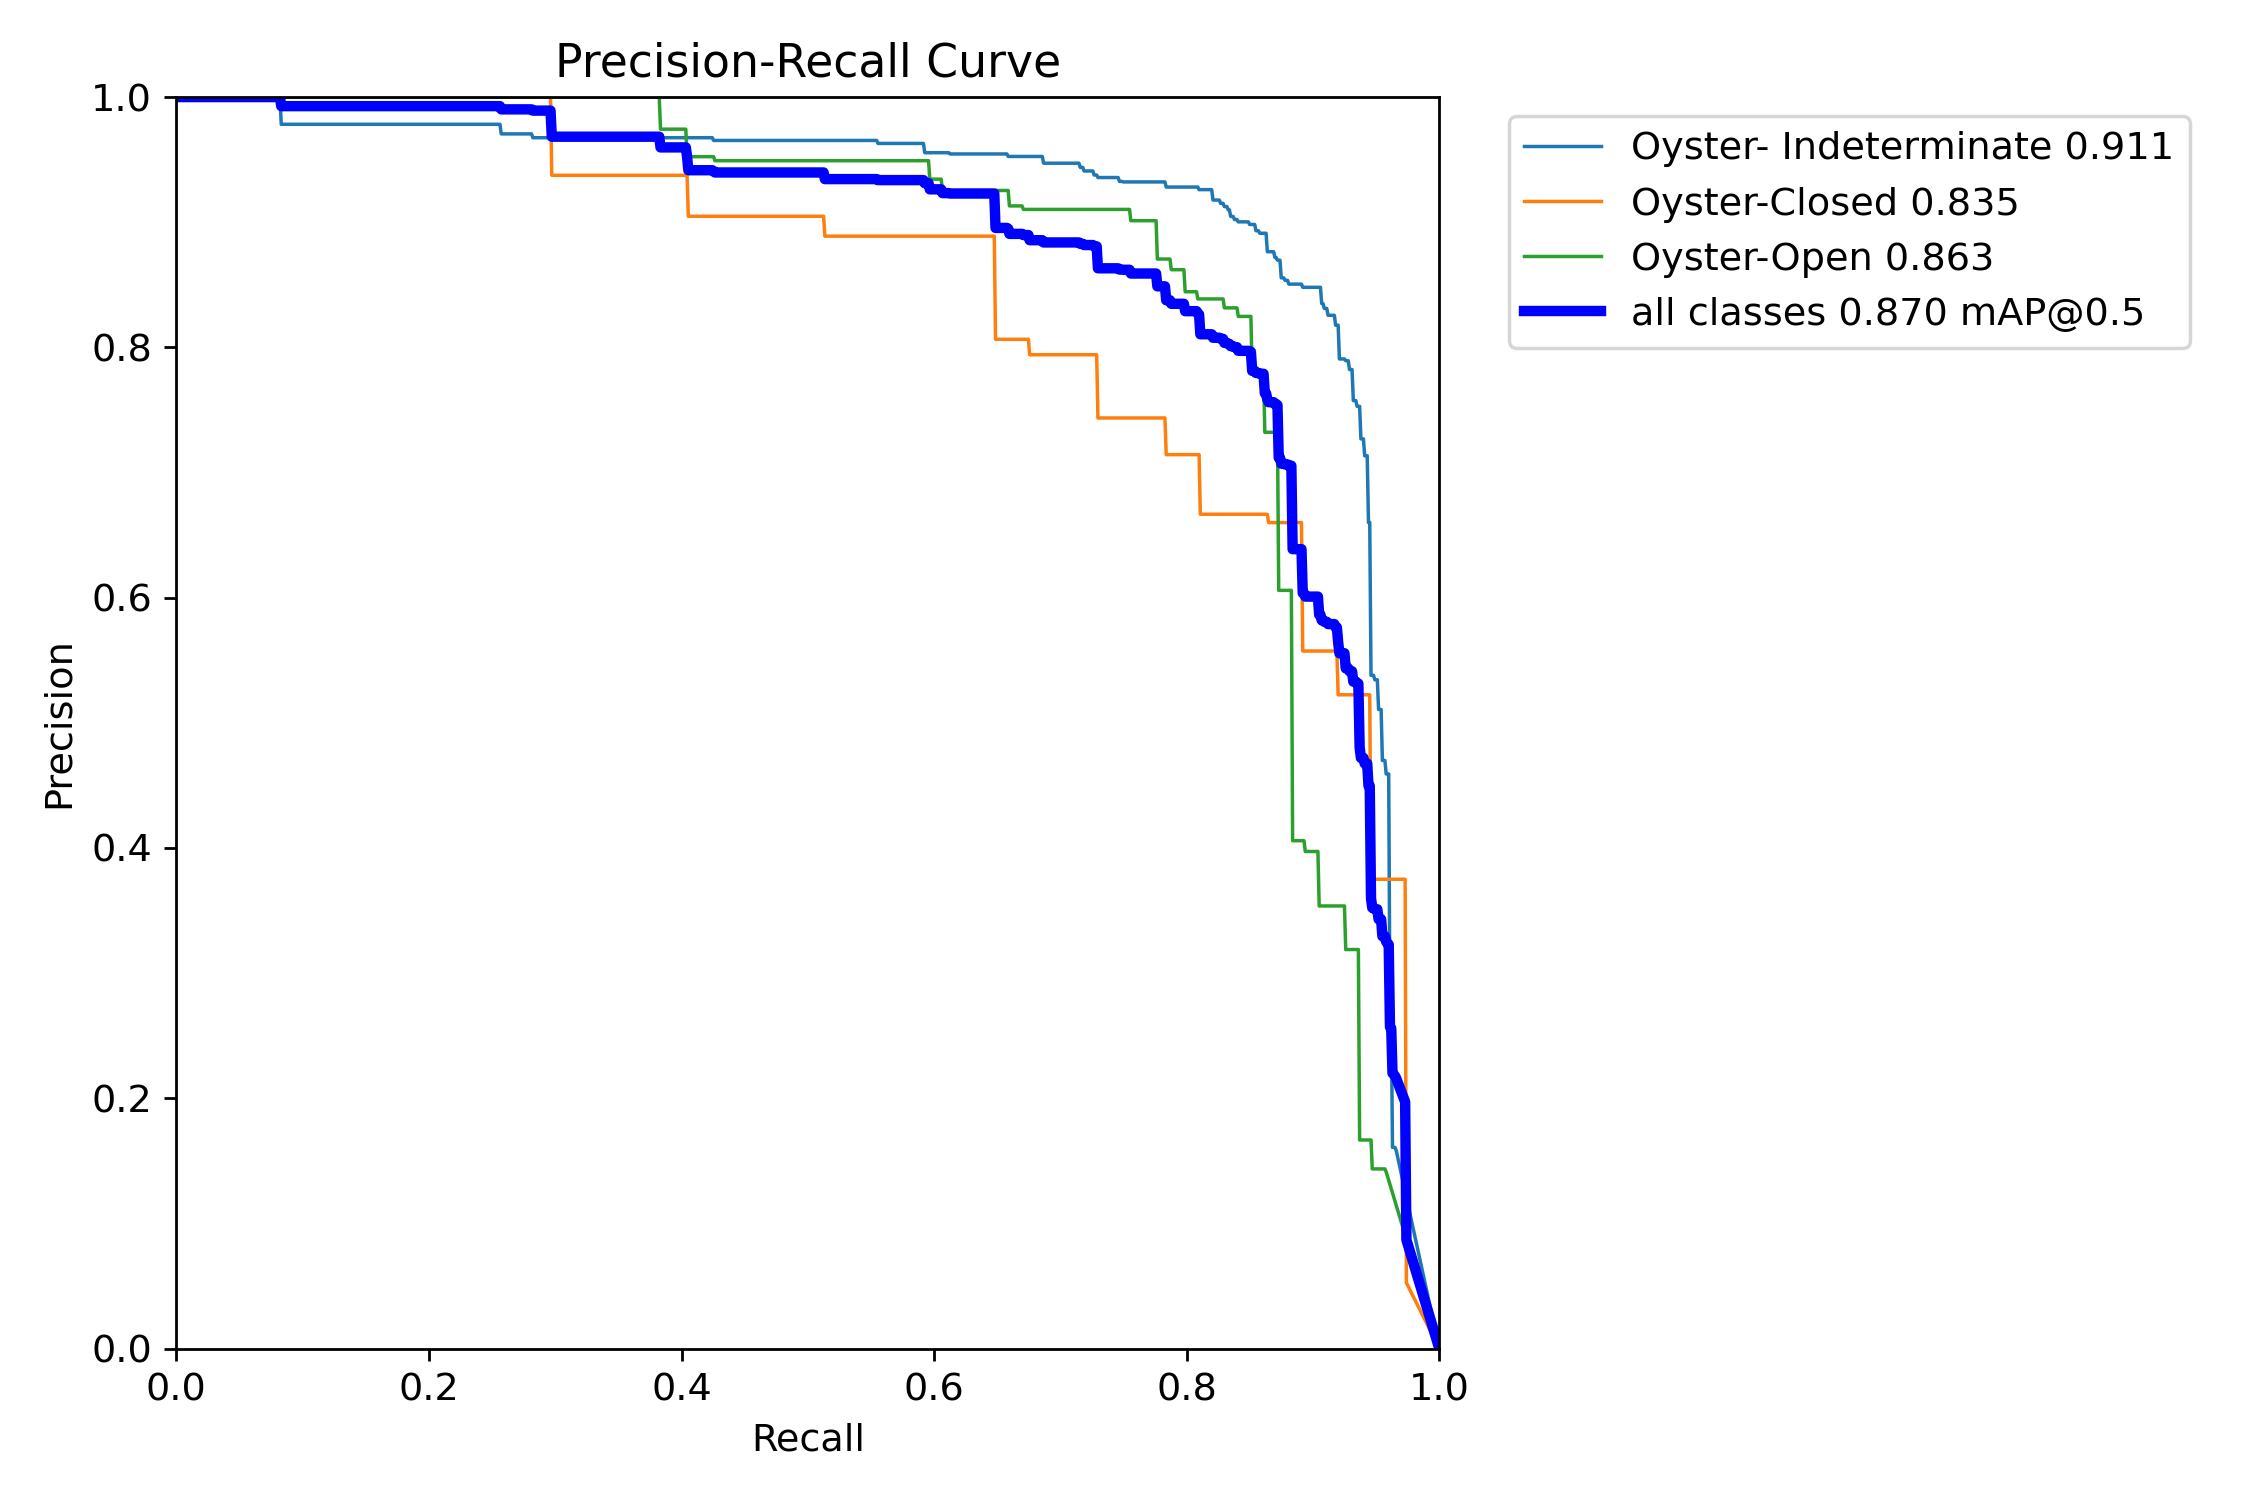 Precision-Recall Curve
1.0
0.8
0.6
0.4
0.2
0.0
Precision
0.0 0.2 0.4 0.6 0.8 1.0
Recall
Oyster- Indeterminate 0.911
Oyster-Closed 0.835
Oyster-Open 0.863
all classes 0.870 mAP@0.5